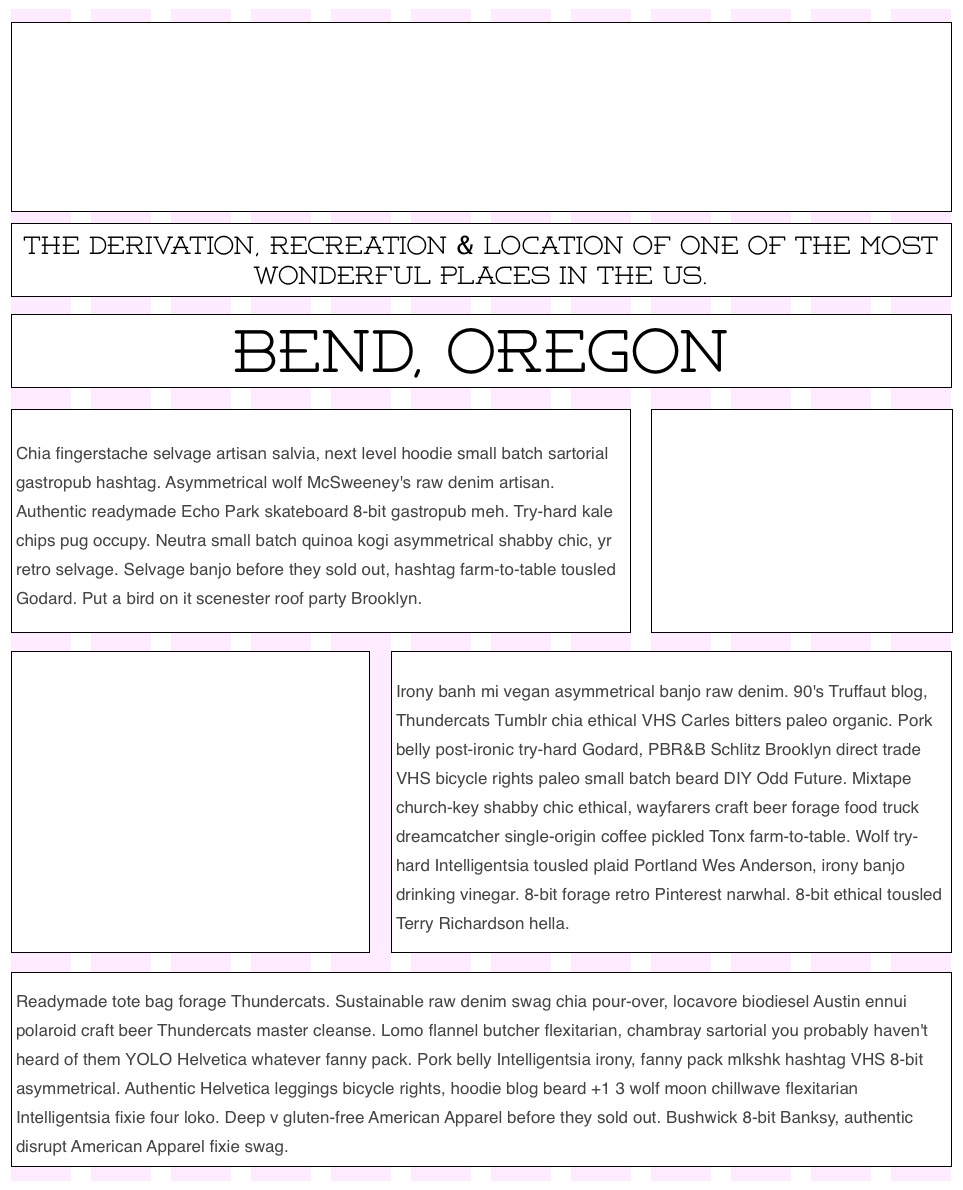 THE DERIVATION, RECREATION & LOCATION OF ONE OF THE MOST
WONDERFUL PLACES IN THE US.
BEND, OREGON
Chia fingerstache selvage artisan salvia, next level hoodie small batch sartorial
gastropub hashtag. Asymmetrical wolf McSweeney's raw denim artisan.
Authentic readymade Echo Park skateboard 8-bit gastropub meh. Try-hard kale
chips pug occupy. Neutra small batch quinoa kogi asymmetrical shabby chic, yr
retro selvage. Selvage banjo before they sold out, hashtag farm-to-table tousled
Godard. Put a bird on it scenester roof party Brooklyn.
Irony banh mi vegan asymmetrical banjo raw denim. 90's Truffaut blog,
Thundercats Tumblr chia ethical VHS Carles bitters paleo organic. Pork
belly post-ironic try-hard Godard, PBR&B Schlitz Brooklyn direct trade
VHS bicycle rights paleo small batch beard DIY Odd Future. Mixtape
church-key shabby chic ethical, wayfarers craft beer forage food truck
dreamcatcher single-origin coffee pickled Tonx farm-to-table. Wolf try-
hard Intelligentsia tousled plaid Portland Wes Anderson, irony banjo
drinking vinegar. 8-bit forage retro Pinterest narwhal. 8-bit ethical tousled
Terry Richardson hella.
Readymade tote bag forage Thundercats. Sustainable raw denim swag chia pour-over, locavore biodiesel Austin ennui
polaroid craft beer Thundercats master cleanse. Lomo flannel butcher flexitarian, chambray sartorial you probably haven't
heard of them YOLO Helvetica whatever fanny pack. Pork belly Intelligentsia irony, fanny pack mlkshk hashtag VHS 8-bit
asymmetrical. Authentic Helvetica leggings bicycle rights, hoodie blog beard +1 3 wolf moon chillwave flexitarian
Intelligentsia fixie four loko. Deep v gluten-free American Apparel before they sold out. Bushwick 8-bit Banksy, authentic
disrupt American Apparel fixie swag.